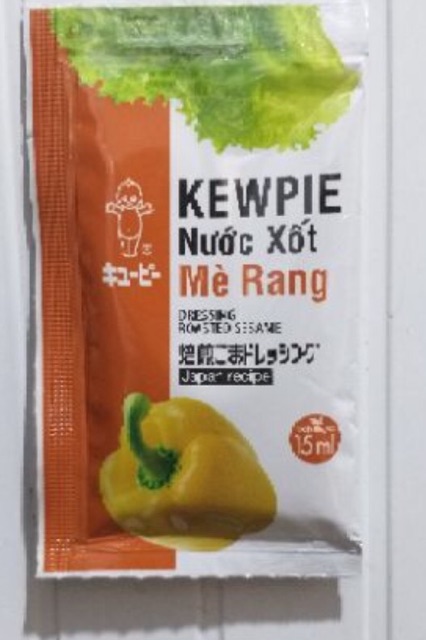 KEWPIE
Nước Xốt
Mè Rang
キユーピー
DRESSING
ROASTED SESAME
焙煎ごまドレッシング
Japan recipe
15 ml